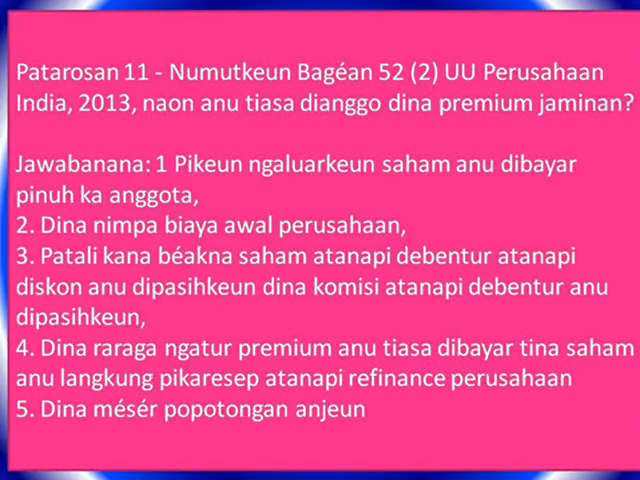 Patarosan 11 - Numutkeun Bagéan 52 (2) UU Perusahaan
India, 2013, naon anu tiasa dianggo dina premium jaminan?
Jawabanana: 1 Pikeun ngaluarkeun saham anu dibayar
pinuh ka anggota,
2. Dina nimpa biaya awal perusahaan,
3. Patali kana béakna saham atanapi debentur atanapi
diskon anu dipasihkeun dina komisi atanapi debentur anu
dipasihkeun,
4. Dina raraga ngatur premium anu tiasa dibayar tina saham
anu langkung pikaresep atanapi refinance perusahaan
5. Dina mésér popotongan anjeun